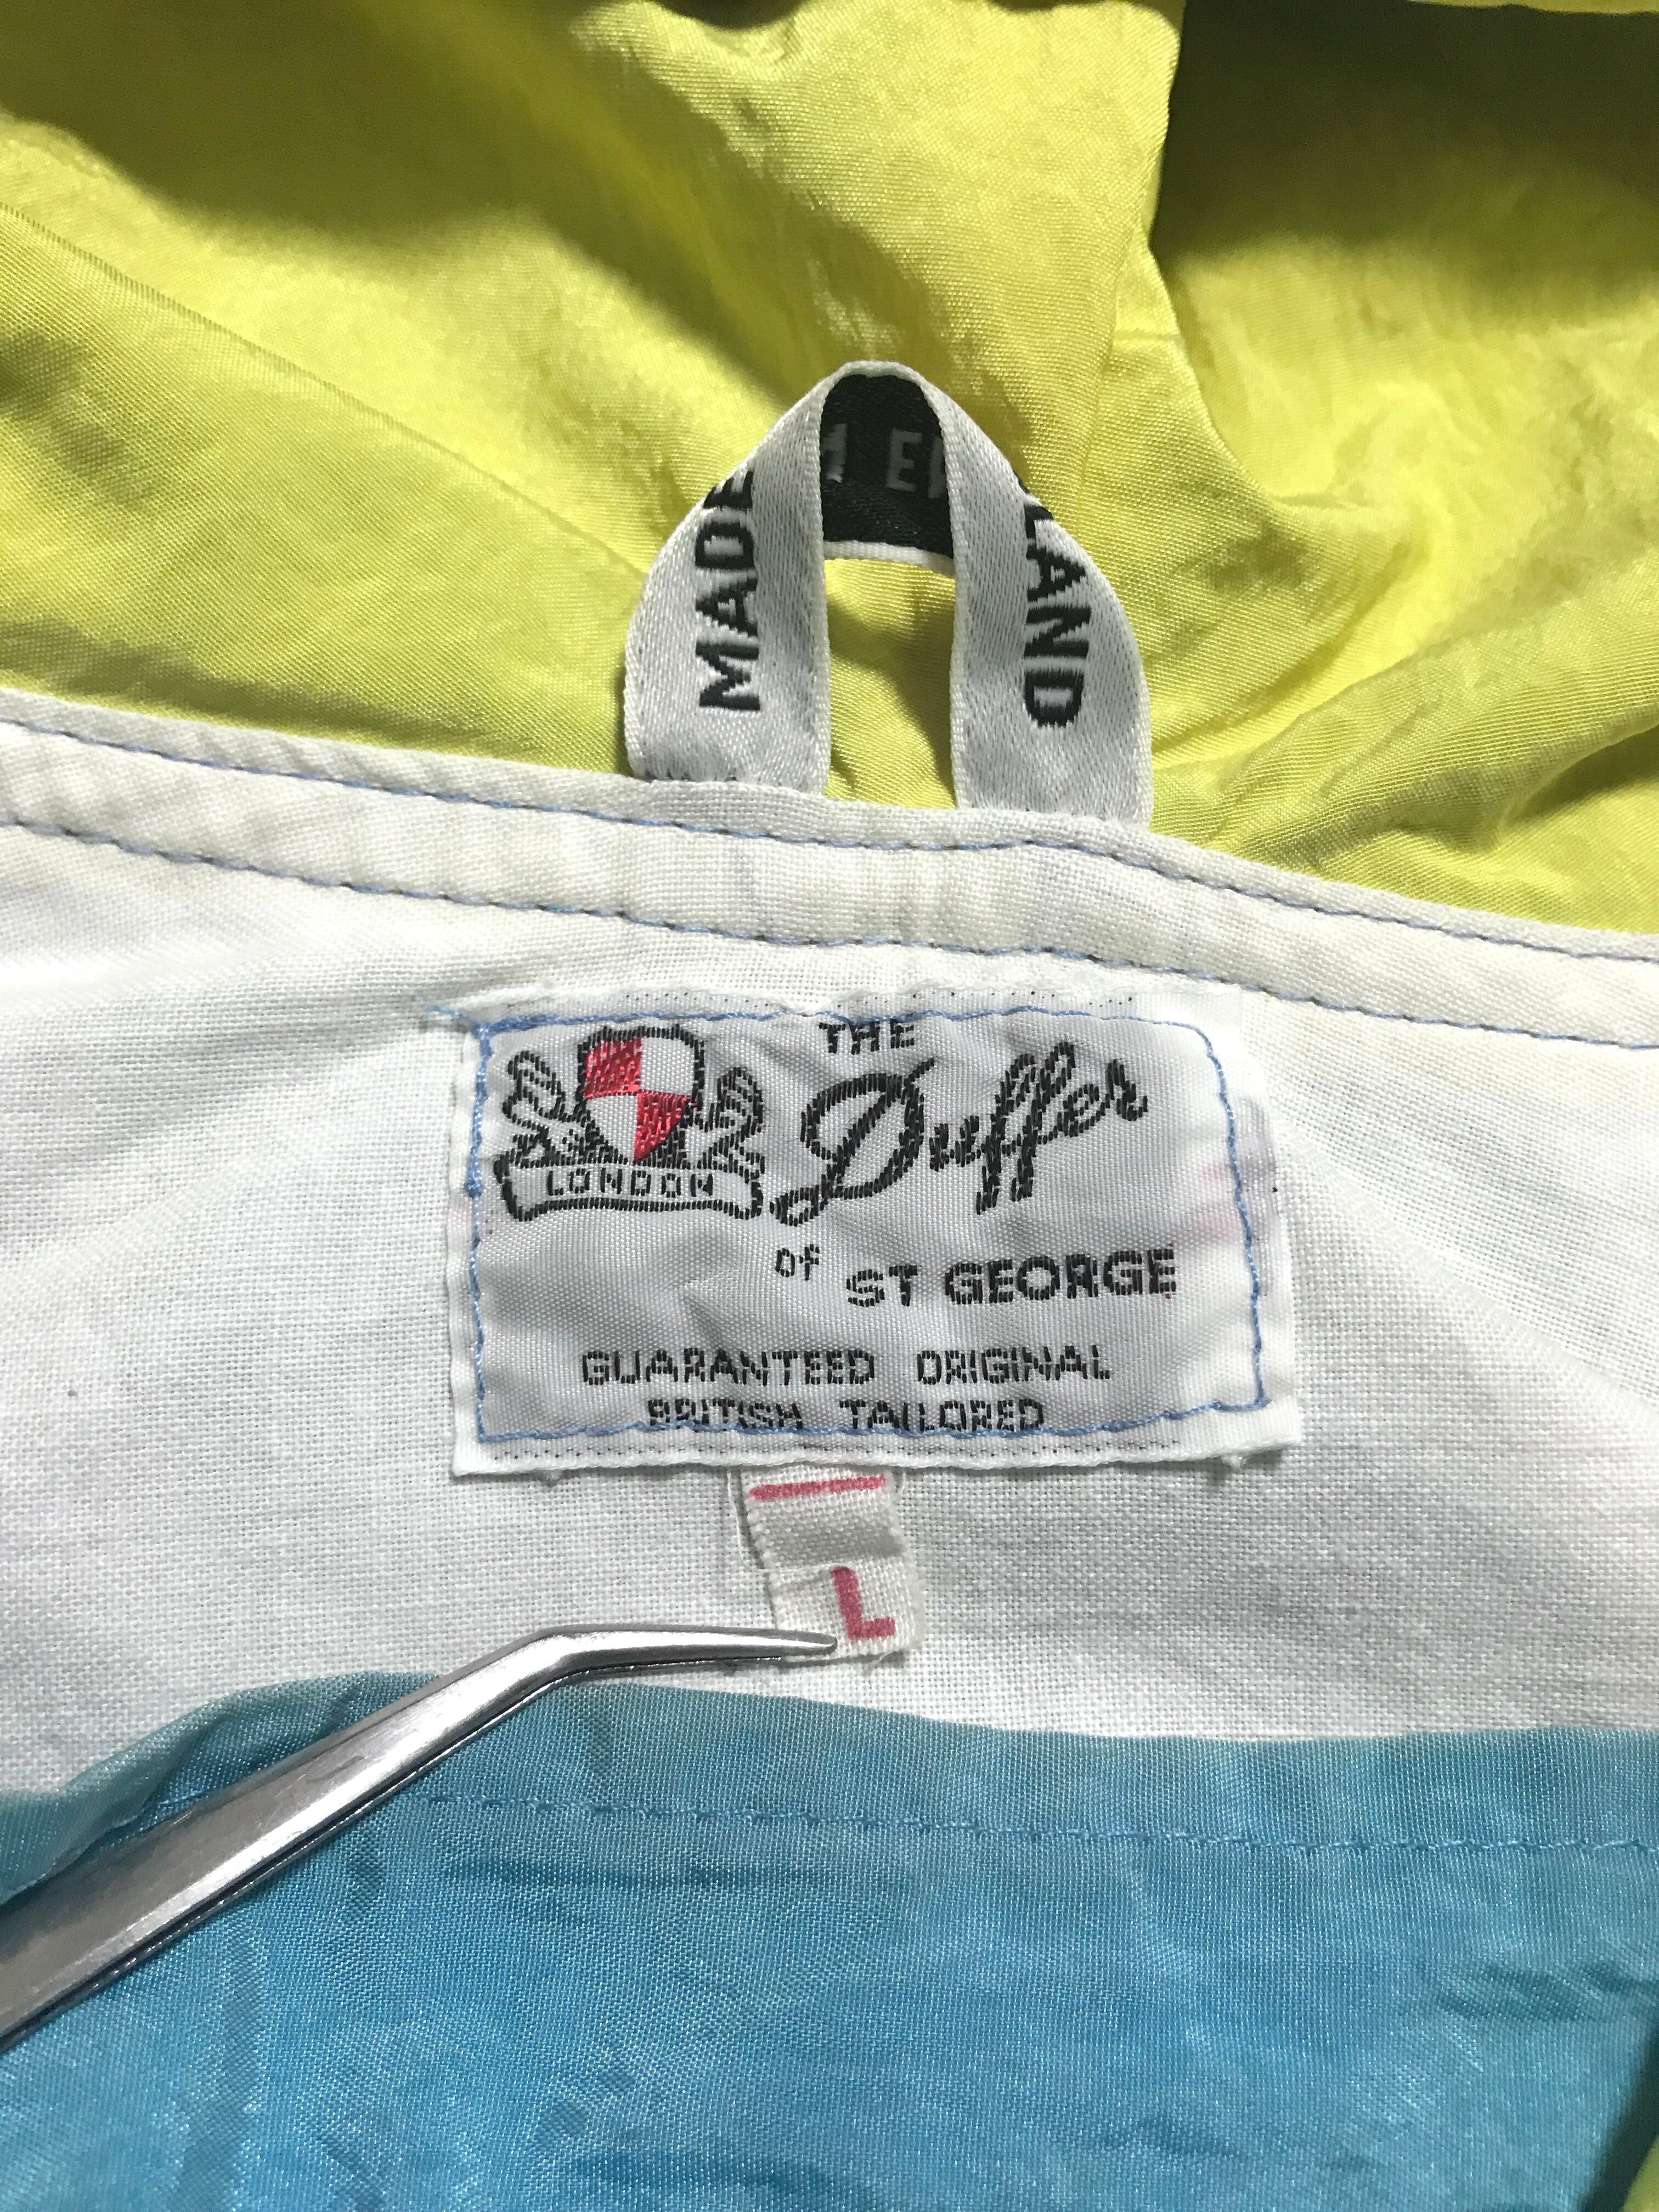 MADE
LAND
THE
Duffer
LONDON
of ST GEORGE
GUARANTEED ORIGINAL
BRITISH TAILORED
L